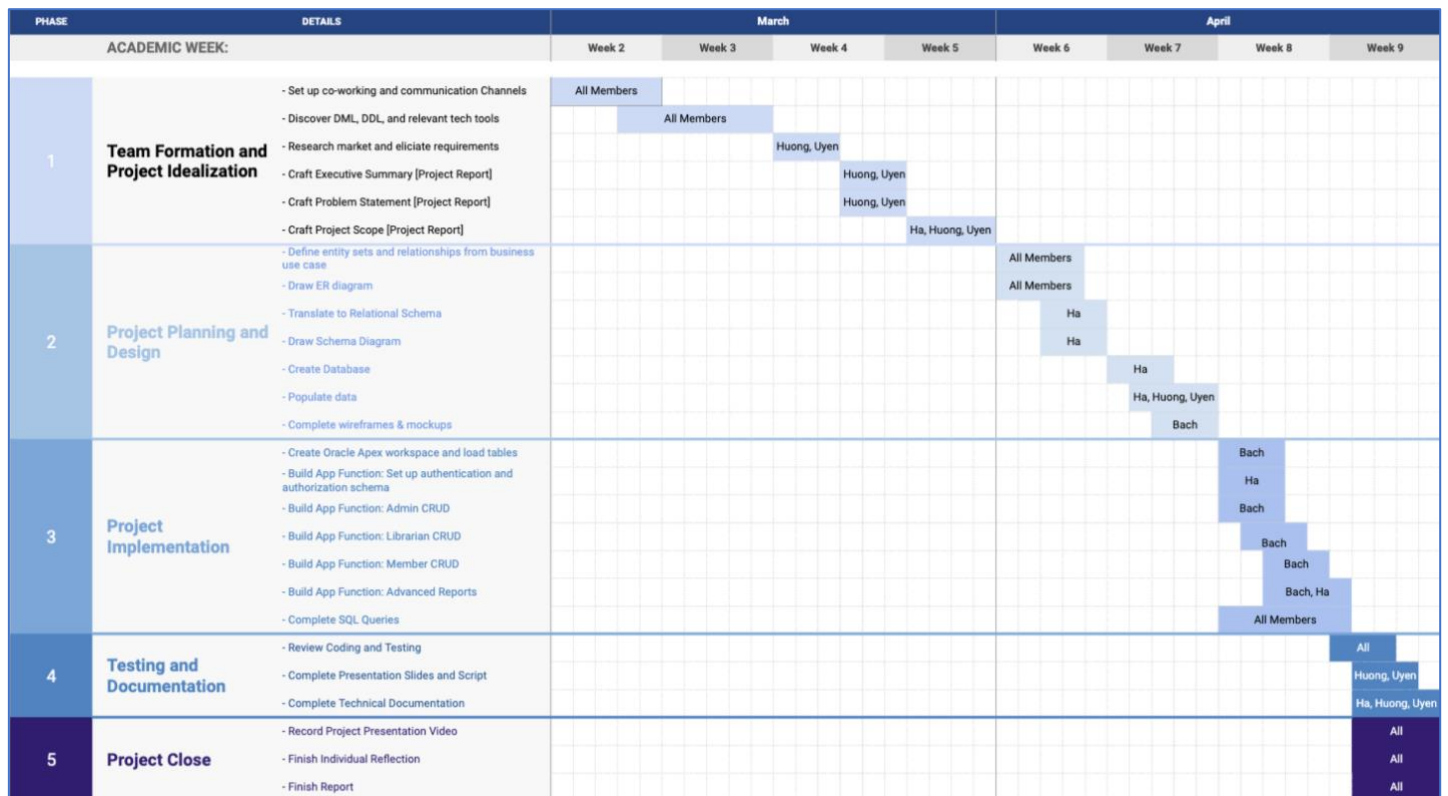 PHASE DETAILS March April
ACADEMIC WEEK: Week 2 Week 3 Week 4 Week 5 Week 6 Week 7 Week 8 Week 9
1
Team Formation and
Project Idealization
- Set up co-working and communication Channels All Members
- Discover DML, DDL, and relevant tech tools All Members
- Research market and eliciate requirements Huong, Uyen
- Craft Executive Summary [Project Report] Huong, Uyen
- Craft Problem Statement [Project Report] Huong, Uyen
- Craft Project Scope [Project Report] Ha, Huong, Uyen
2
Project Planning and
Design
- Define entity sets and relationships from business
use case All Members
- Draw ER diagram All Members
- Translate to Relational Schema Ha
- Draw Schema Diagram Ha
- Create Database Ha
- Populate data Ha, Huong, Uyen
- Complete wireframes & mockups Bach
3
Project
Implementation
- Create Oracle Apex workspace and load tables Bach
- Build App Function: Set up authentication and
authorization schema Ha
- Build App Function: Admin CRUD Bach
- Build App Function: Librarian CRUD Bach
- Build App Function: Member CRUD Bach
- Build App Function: Advanced Reports Bach, Ha
- Complete SQL Queries All Members
4
Testing and
Documentation
- Review Coding and Testing All
- Complete Presentation Slides and Script Huong, Uyen
- Complete Technical Documentation Ha, Huong, Uyen
5
Project Close
- Record Project Presentation Video All
- Finish Individual Reflection All
- Finish Report All